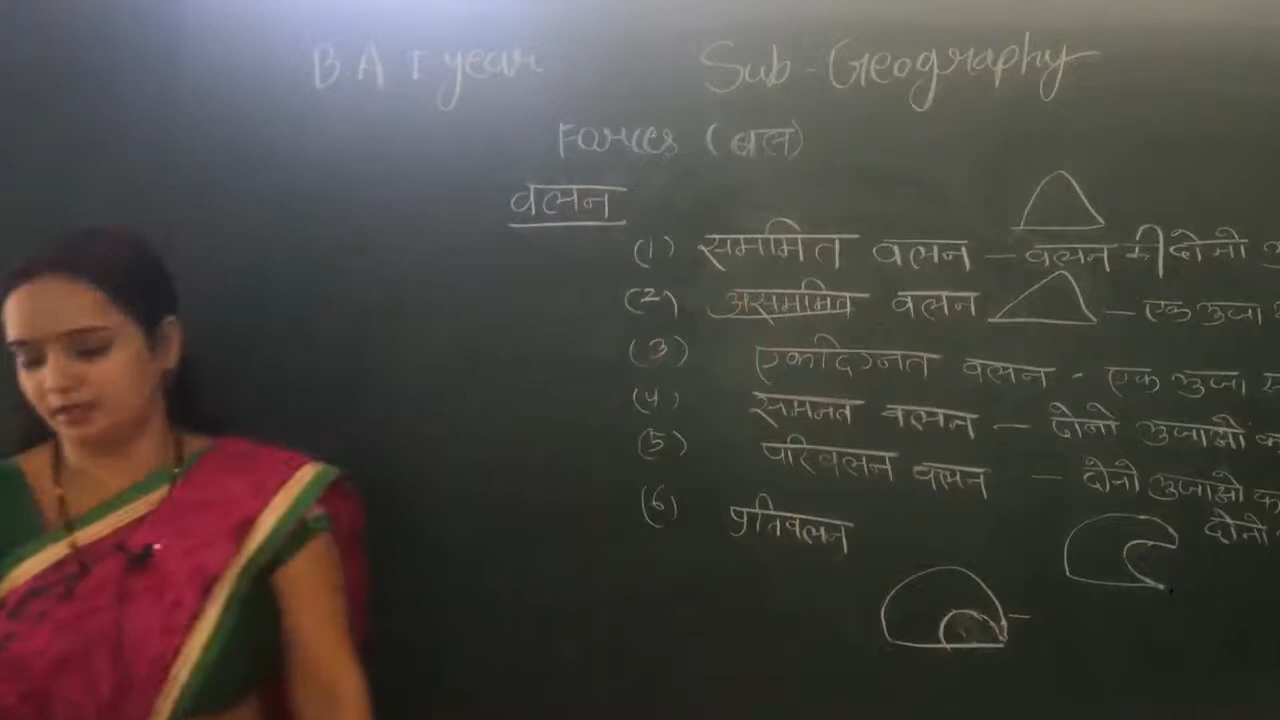 BA I year Sub-Geography
Forces (बल)
वलन
(1) सममित वलन – वलन की दोनो
(2) असममित वलन – एक भुजा
(3) एकदिग्नत वलन - एक भुजा
(4) समनत वलन – दोनो भुजाओ
(5) परिवलन वलन – दोनो भुजाओ
(6) प्रतिवलन दोनो